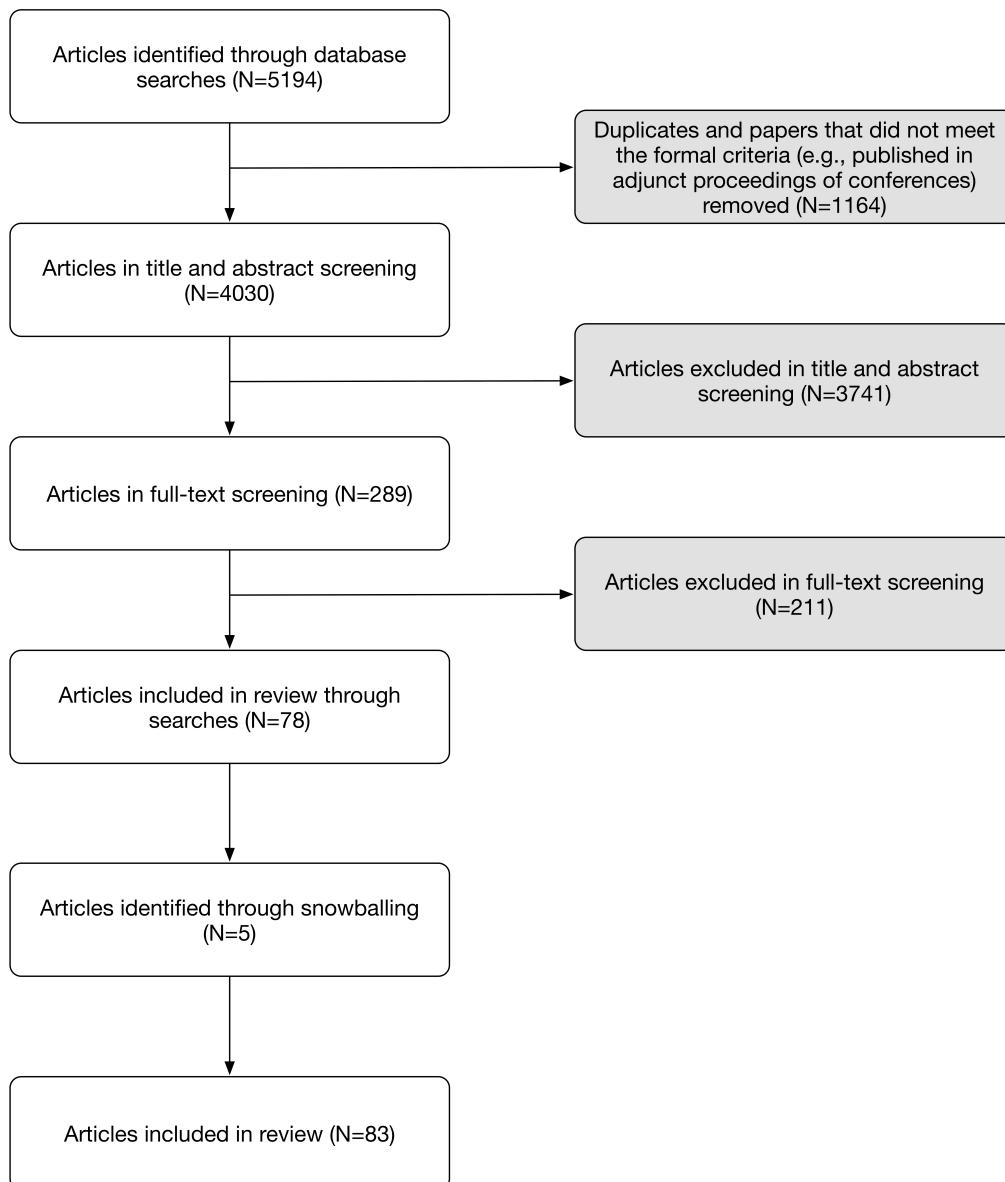 Articles identified through database
searches (N=5194)
Duplicates and papers that did not meet
the formal criteria (e.g., published in
adjunct proceedings of conferences)
removed (N=1164)
Articles in title and abstract screening
(N=4030)
Articles excluded in title and abstract
screening (N=3741)
Articles in full-text screening (N=289)
Articles excluded in full-text screening
(N=211)
Articles included in review through
searches (N=78)
Articles identified through snowballing
(N=5)
Articles included in review (N=83)